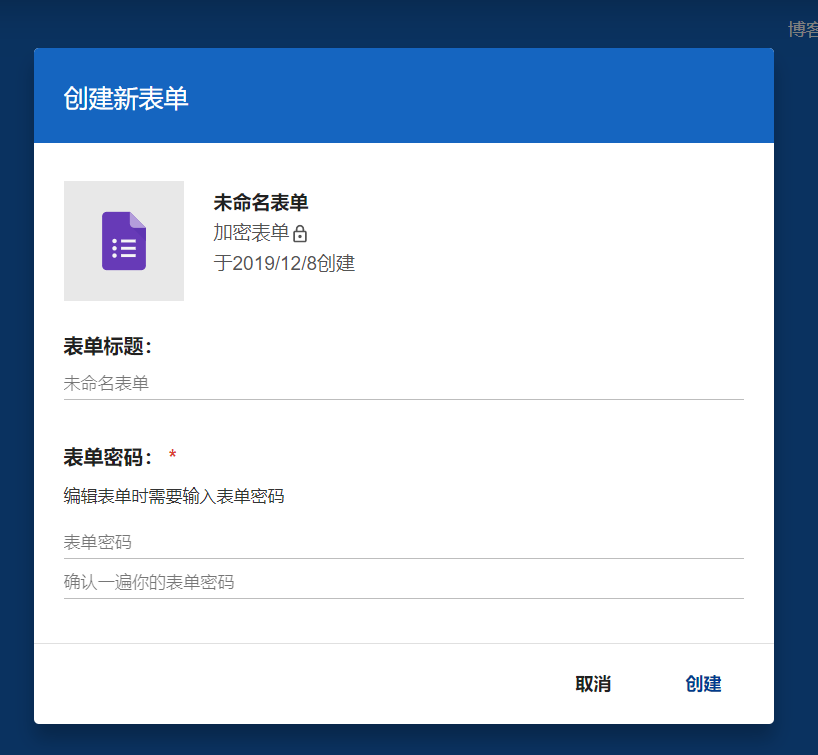 博客
创建新表单
未命名表单
加密表单
于2019/12/8创建
表单标题：
未命名表单
表单密码： *
编辑表单时需要输入表单密码
表单密码
确认一遍你的表单密码
取消 创建